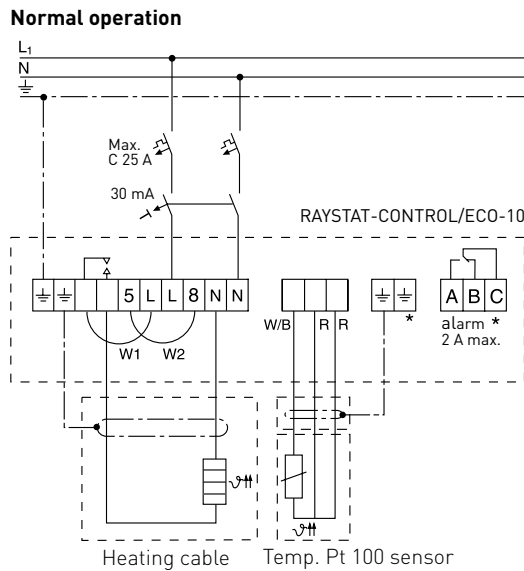 Normal operation
L1
N
Max.
C 25 A
30 mA
RAYSTAT-CONTROL/ECO-10
5 L L 8 N N
A B C
W/B R R
*
alarm *
2 A max.
W1 W2
ϑ
ϑ
Heating cable
Temp. Pt 100 sensor